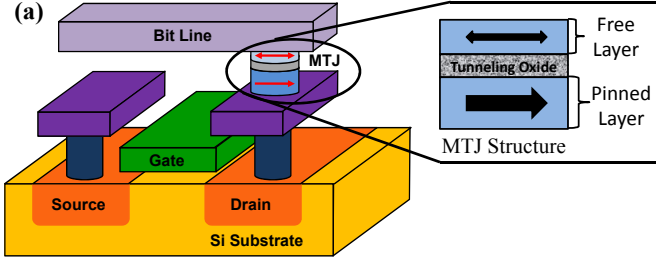 (a)
Bit Line
MTJ
Gate
Source
Drain
Si Substrate
Free
Layer
Tunneling Oxide
Pinned
Layer
MTJ Structure